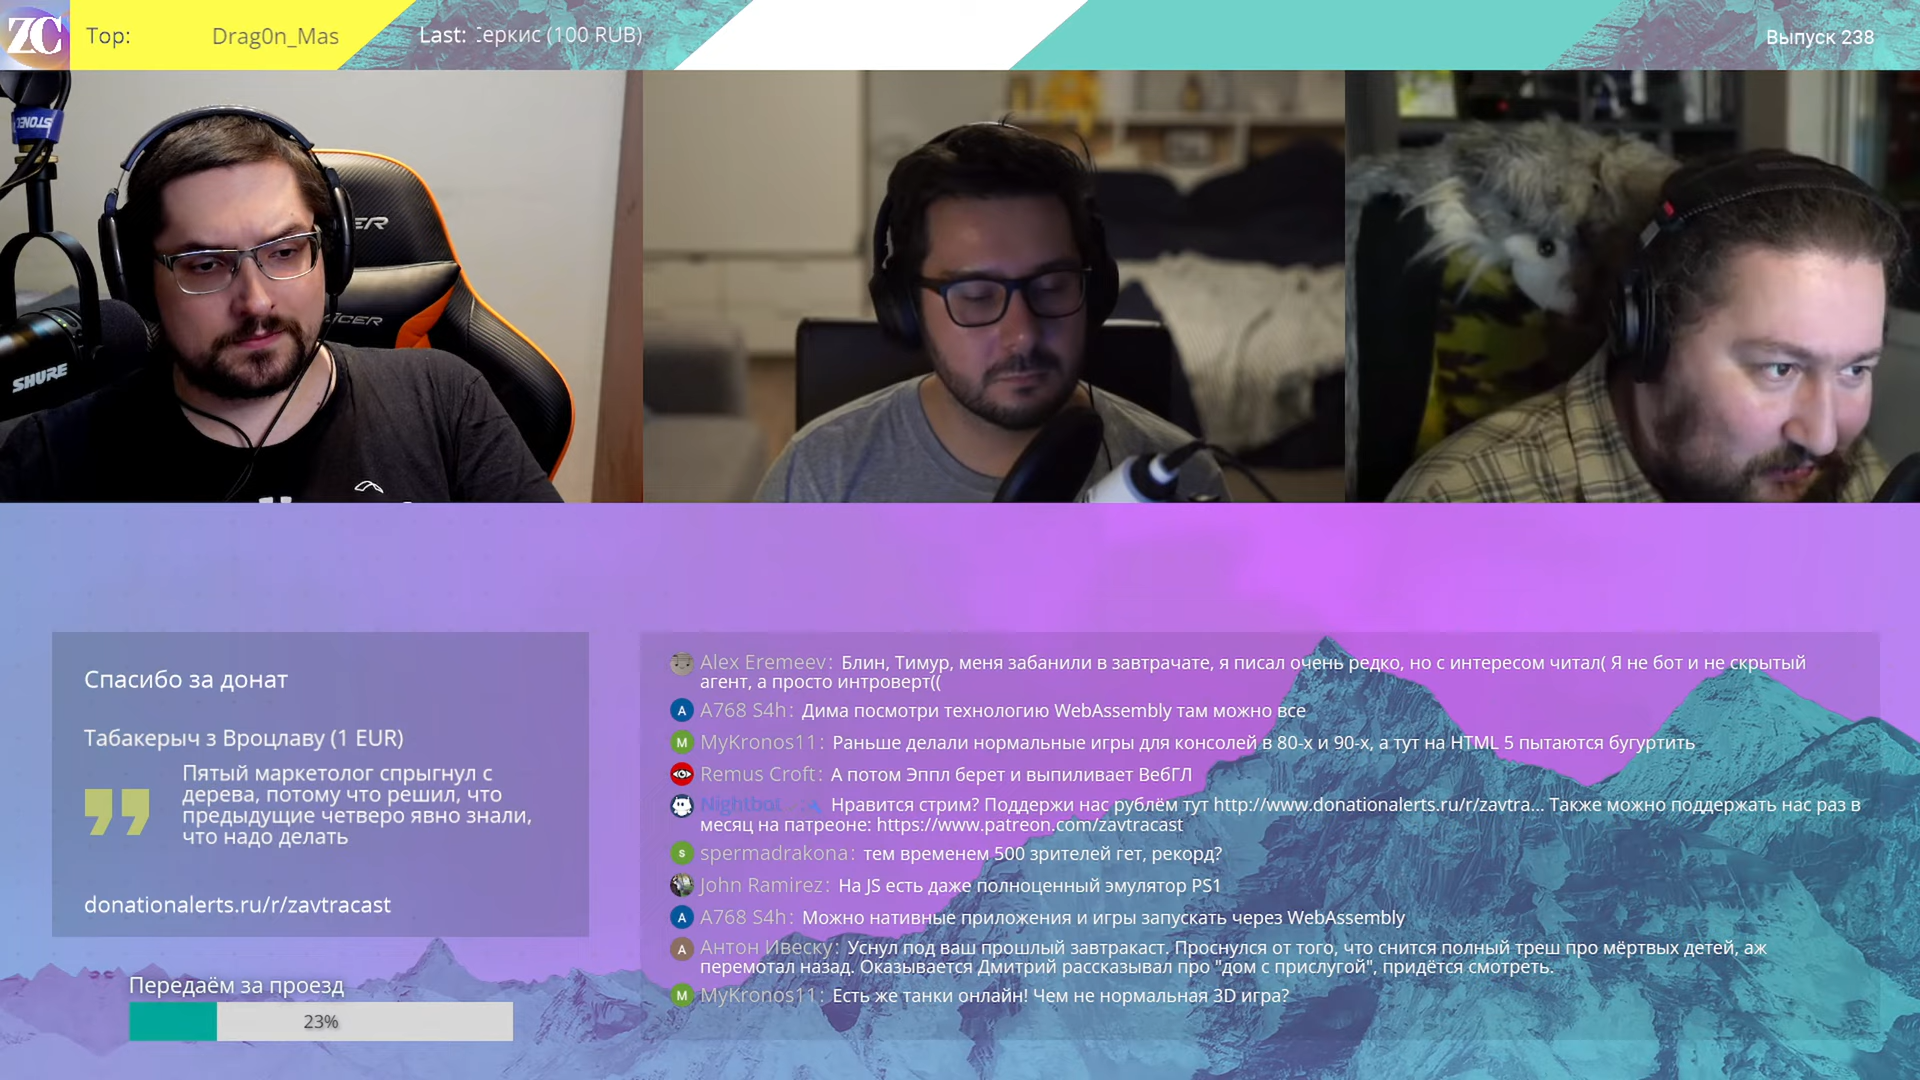 ZC
Top:
Drag0n_Mas
Last:
еркис (100 RUB)
Выпуск 238
SHURE
Спасибо за донат
Табакерыч з Вроцлаву (1 EUR)
Пятый маркетолог спрыгнул с
дерева, потому что решил, что
предыдущие четверо явно знали,
что надо делать
donationalerts.ru/r/zavtracast
Передаём за проезд
23%
Alex Eremeev: Блин, Тимур, меня забанили в завтрачате, я писал очень редко, но с интересом читал( Я не бот и не скрытый
агент, а просто интроверт((
A A768 S4h: Дима посмотри технологию WebAssembly там можно все
M MyKronos11: Раньше делали нормальные игры для консолей в 80-х и 90-х, а тут на HTML 5 пытаются бугуртить
Remus Croft: А потом Эппл берет и выпиливает ВебГЛ
Nightbot : Нравится стрим? Поддержи нас рублём тут http://www.donationalerts.ru/r/zavtra... Также можно поддержать нас раз в
месяц на патреоне: https://www.patreon.com/zavtracast
s spermadrakona: тем временем 500 зрителей гет, рекорд?
John Ramirez: На JS есть даже полноценный эмулятор PS1
A A768 S4h: Можно нативные приложения и игры запускать через WebAssembly
A Антон Ивеску: Уснул под ваш прошлый завтракаст. Проснулся от того, что снится полный треш про мёртвых детей, аж
перемотал назад. Оказывается Дмитрий рассказывал про "дом с прислугой", придётся смотреть.
M MyKronos11: Есть же танки онлайн! Чем не нормальная 3D игра?